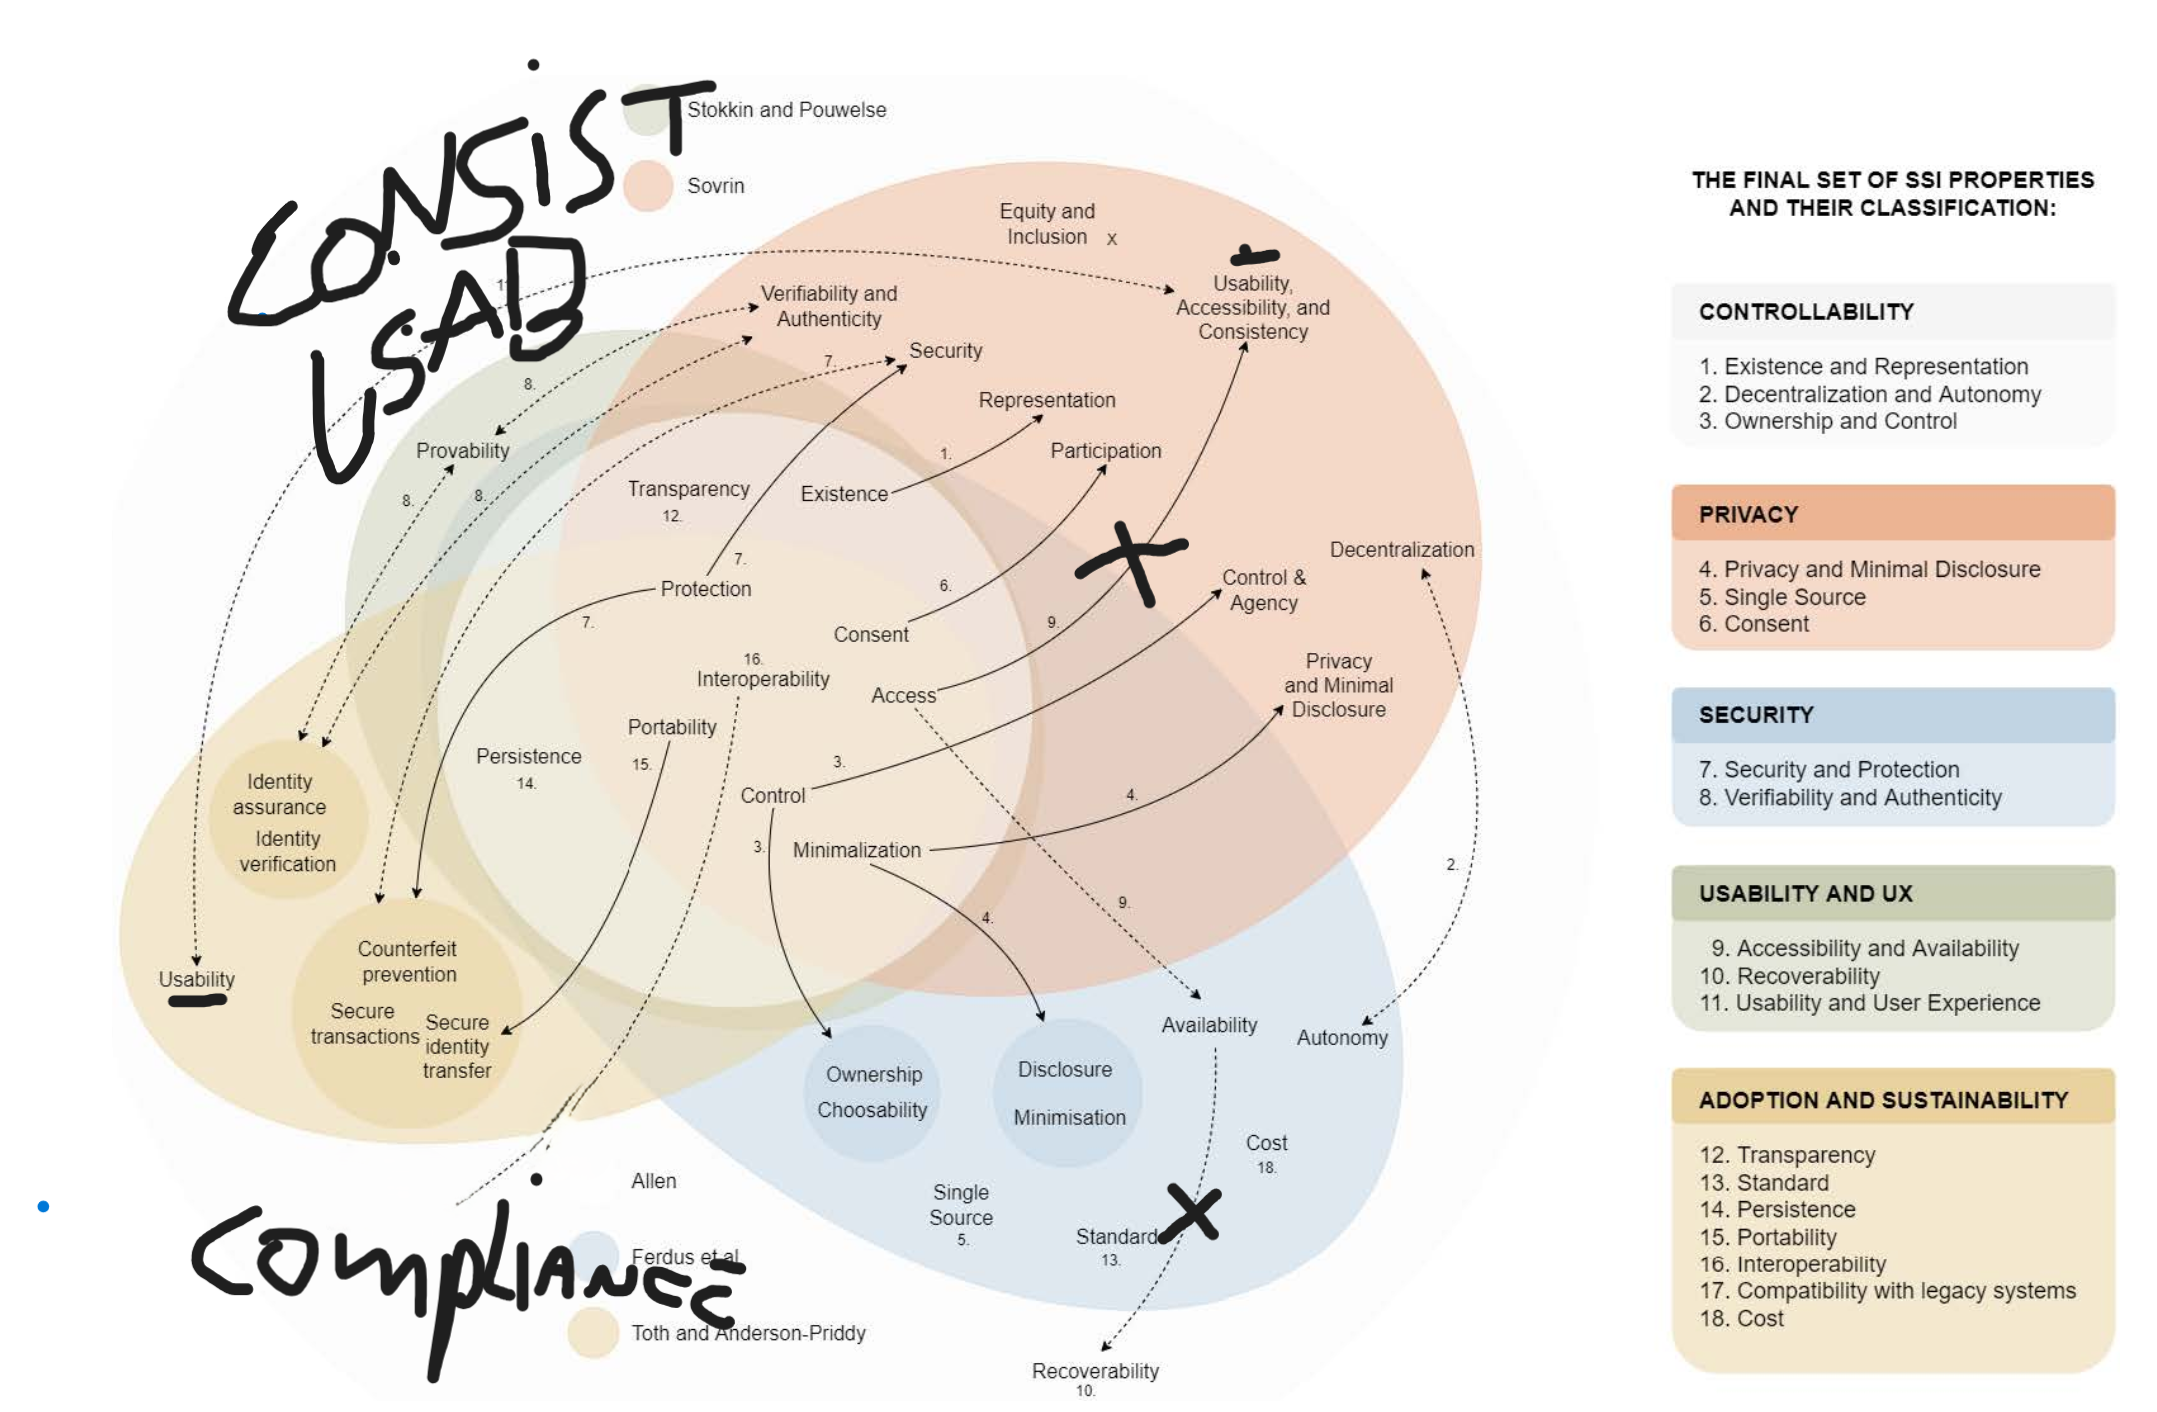 CONSIST
USAB
Stokkin and Pouwelse
Sovrin
Equity and
Inclusion x
Usability,
Accessibility, and
Consistency
1
Verifiability and
Authenticity
7.
Security
8.
Representation
1.
Participation
Provability
8.
8.
Transparency
12.
Existence
Decentralization
7.
Protection
6.
Control &
Agency
7.
Consent
9.
16.
Interoperability
Access
Privacy
and Minimal
Disclosure
Portability
15.
Persistence
14.
3.
Control
4.
Identity
assurance
Identity
verification
3.
Minimalization
2.
9.
4.
Counterfeit
prevention
Usability
Secure
transactions
Secure
identity
transfer
Availability
Autonomy
Ownership
Choosability
Disclosure
Minimisation
Cost
18.
Single
Source
5.
Standard
13.
Recoverability
10.
Allen
COMPLIANCE
Ferdus et al
Toth and Anderson-Priddy
THE FINAL SET OF SSI PROPERTIES
AND THEIR CLASSIFICATION:
CONTROLLABILITY
1. Existence and Representation
2. Decentralization and Autonomy
3. Ownership and Control
PRIVACY
4. Privacy and Minimal Disclosure
5. Single Source
6. Consent
SECURITY
7. Security and Protection
8. Verifiability and Authenticity
USABILITY AND UX
9. Accessibility and Availability
10. Recoverability
11. Usability and User Experience
ADOPTION AND SUSTAINABILITY
12. Transparency
13. Standard
14. Persistence
15. Portability
16. Interoperability
17. Compatibility with legacy systems
18. Cost